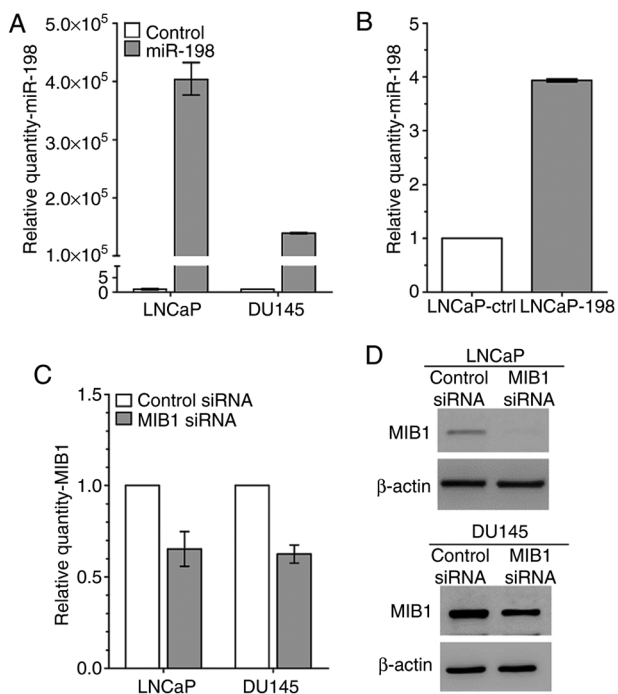 A
Relative quantity-miR-198
5.0×10⁵
4.0×10⁵
3.0×10⁵
2.0×10⁵
1.0×10⁵
5
0
Control
miR-198
LNCaP
DU145
B
Relative quantity-miR-198
5
4
3
2
1
0
LNCaP-ctrl
LNCaP-198
C
Relative quantity-MIB1
1.5
1.0
0.5
0.0
Control siRNA
MIB1 siRNA
LNCaP
DU145
D
LNCaP
Control MIB1
siRNA siRNA
MIB1
β-actin
DU145
Control MIB1
siRNA siRNA
MIB1
β-actin